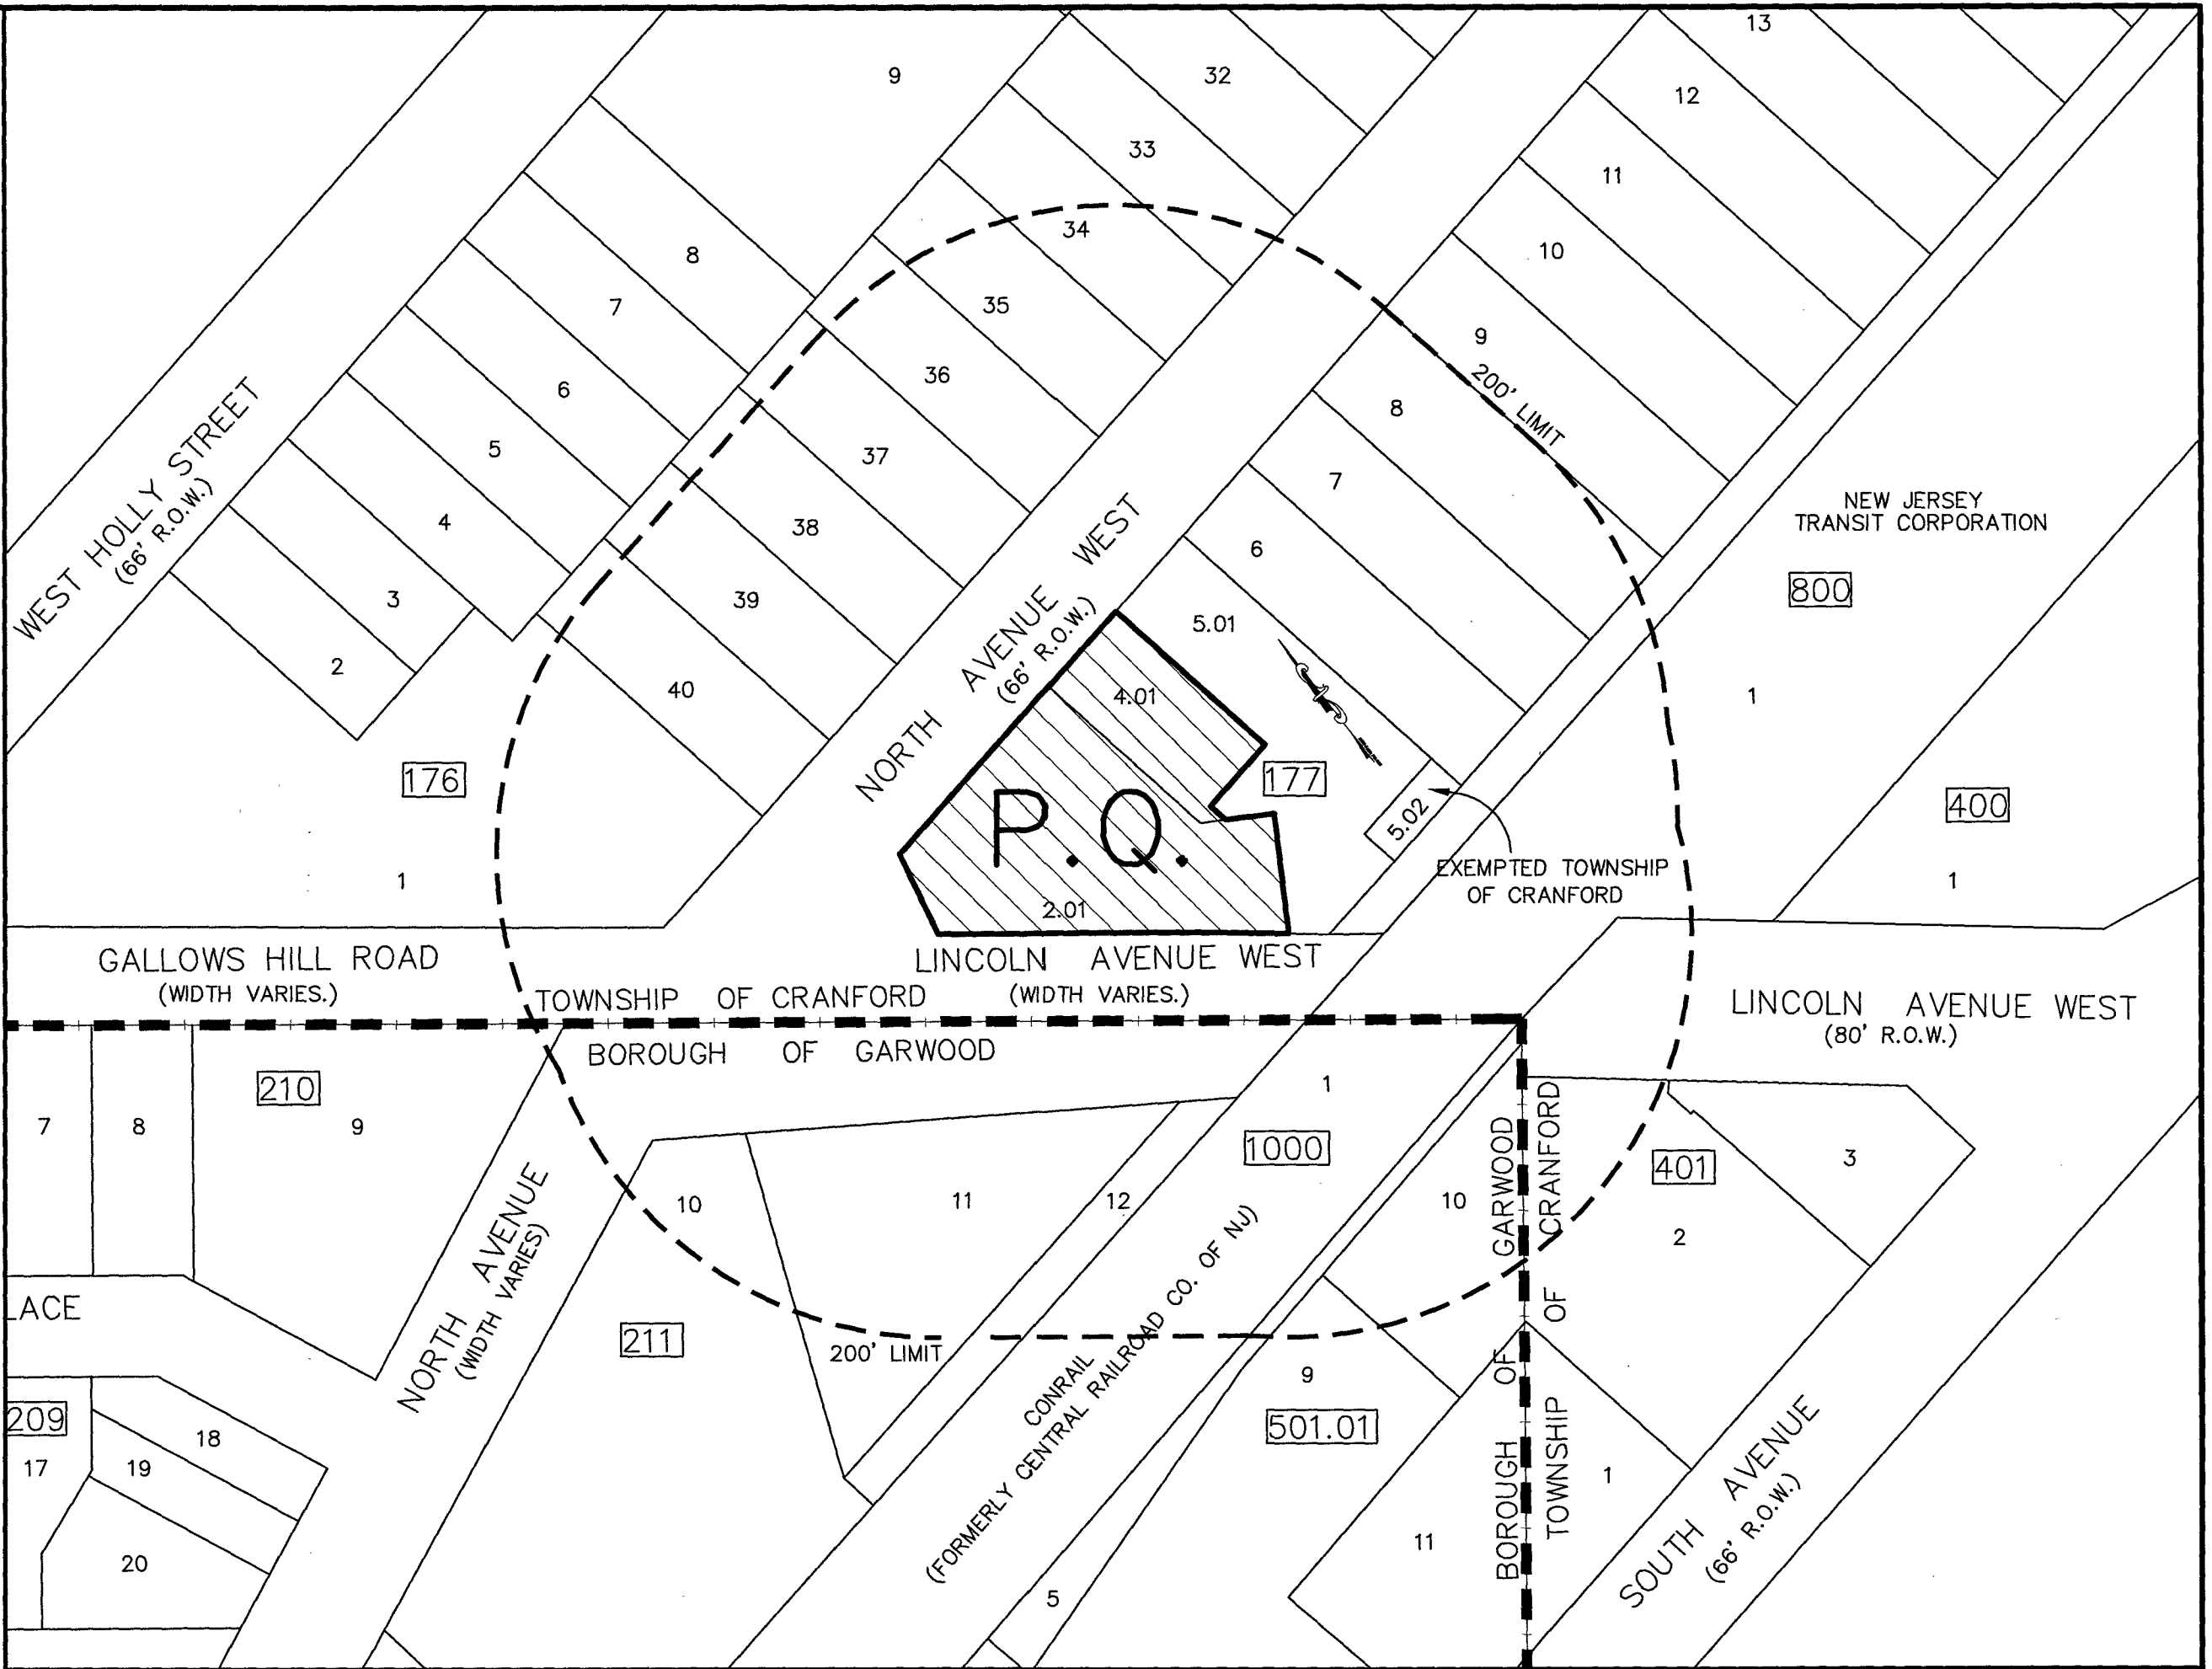 13
9
32
12
33
11
34
8
10
35
7
9
36
6
8
200' LIMIT
5
37
7
WEST HOLLY STREET
(66' R.O.W.)
4
38
6
NEW JERSEY
TRANSIT CORPORATION
800
1
3
39
5.01
2
40
NORTH AVENUE WEST
(66' R.O.W.)
4.01
176
177
400
1
P.Q.
5.02
EXEMPTED TOWNSHIP
OF CRANFORD
1
2.01
GALLOWS HILL ROAD
(WIDTH VARIES.)
LINCOLN AVENUE WEST
(WIDTH VARIES.)
TOWNSHIP OF CRANFORD
BOROUGH OF GARWOOD
LINCOLN AVENUE WEST
(80' R.O.W.)
210
7
8
9
1
1000
10
11
12
10
401
3
2
NORTH AVENUE
(WIDTH VARIES)
LACE
211
200' LIMIT
CONRAIL
(FORMERLY CENTRAL RAILROAD CO. OF NJ)
9
501.01
BOROUGH OF GARWOOD
TOWNSHIP OF CRANFORD
209
18
17
19
20
5
11
1
SOUTH AVENUE
(66' R.O.W.)